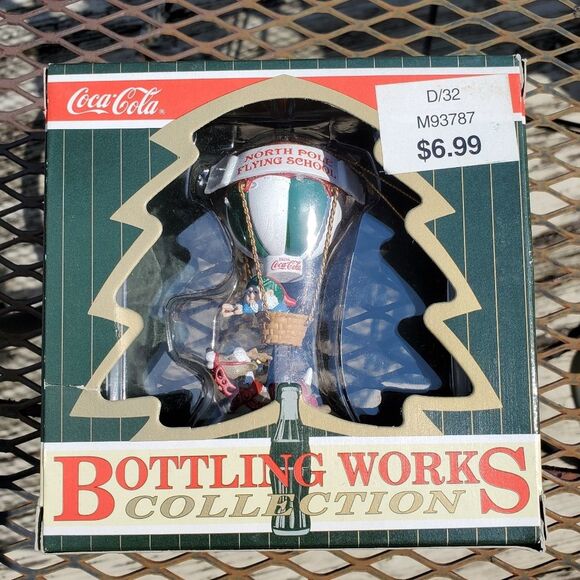 Coca-Cola
D/32
M93787
$6.99
NORTH POLE
FLYING SCHOOL
Coca-Cola
BOTTLING WORKS
COLLECTION